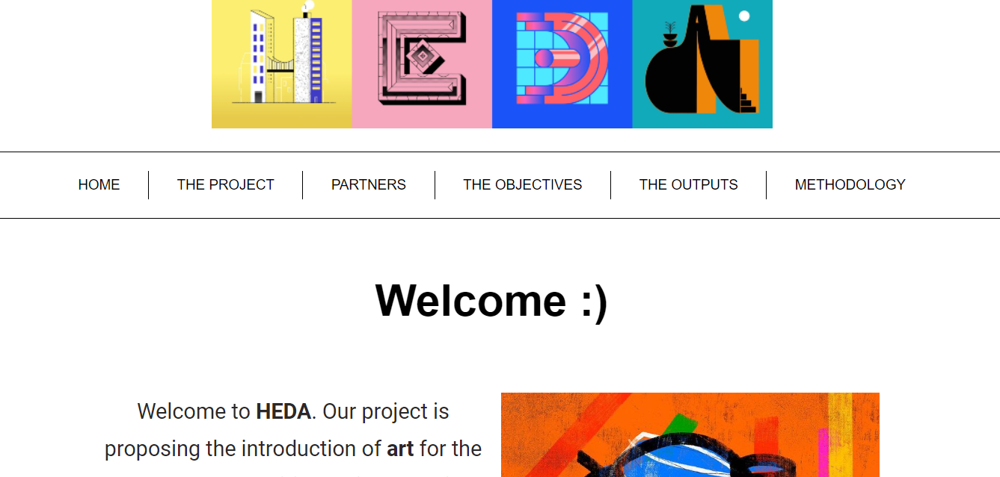 HEDA
HOME THE PROJECT PARTNERS THE OBJECTIVES THE OUTPUTS METHODOLOGY
Welcome :)
Welcome to HEDA. Our project is
proposing the introduction of art for the